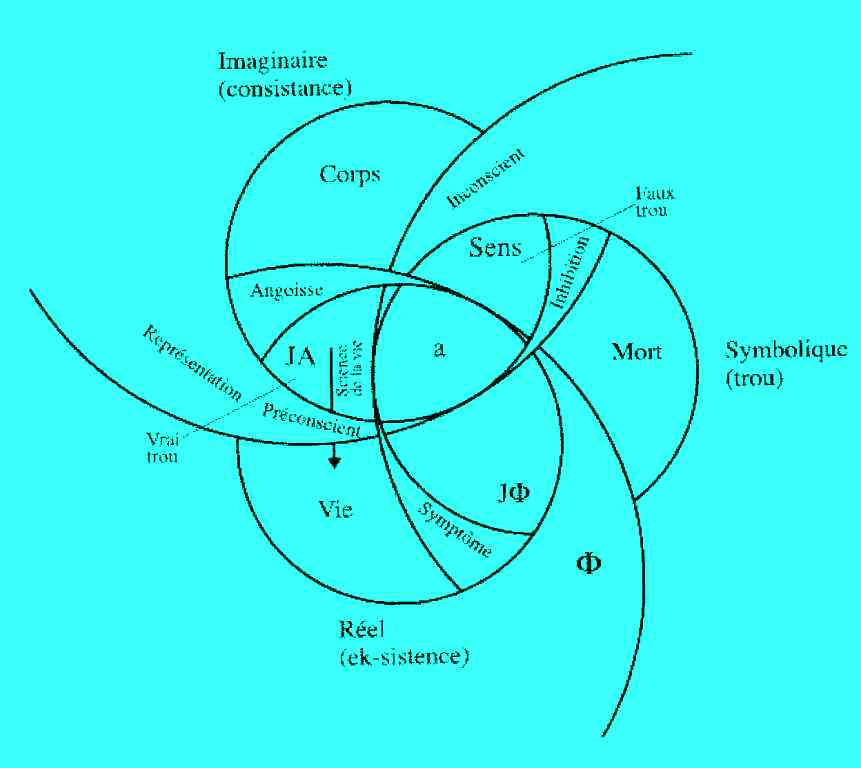 Imaginaire
(consistance)
Corps
Inconscient
Faux
trou
Sens
Inhibition
Angoisse
Représentation
JA
Science
de la vie
a
Mort
Symbolique
(trou)
Préconscient
Vrai
trou
Vie
JΦ
Symptôme
Φ
Réel
(ek-sistence)